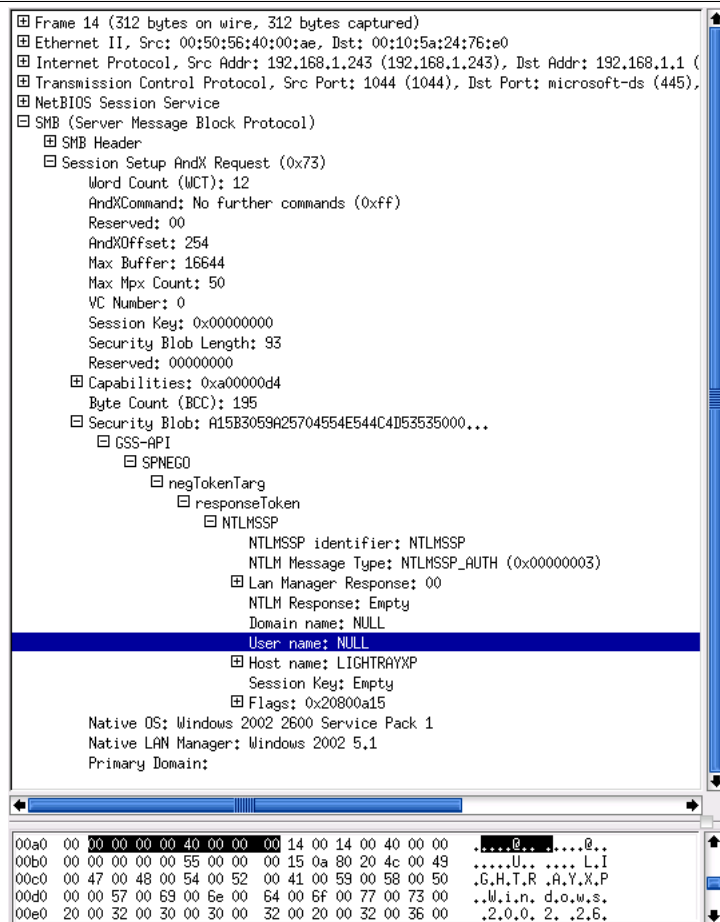 Frame 14 (312 bytes on wire, 312 bytes captured)
Ethernet II, Src: 00:50:56:40:00:ae, Dst: 00:10:5a:24:76:e0
Internet Protocol, Src Addr: 192.168.1.243 (192.168.1.243), Dst Addr: 192.168.1.1 (
Transmission Control Protocol, Src Port: 1044 (1044), Dst Port: microsoft-ds (445),
NetBIOS Session Service
SMB (Server Message Block Protocol)
SMB Header
Session Setup AndX Request (0x73)
Word Count (WCT): 12
AndXCommand: No further commands (0xff)
Reserved: 00
AndXOffset: 254
Max Buffer: 16644
Max Mpx Count: 50
VC Number: 0
Session Key: 0x00000000
Security Blob Length: 93
Reserved: 00000000
Capabilities: 0xa00000d4
Byte Count (BCC): 195
Security Blob: A15B3059A25704554E544C4D53535000...
GSS-API
SPNEGO
negTokenTarg
responseToken
NTLMSSP
NTLMSSP identifier: NTLMSSP
NTLM Message Type: NTLMSSP_AUTH (0x00000003)
Lan Manager Response: 00
NTLM Response: Empty
Domain name: NULL
User name: NULL
Host name: LIGHTRAYXP
Session Key: Empty
Flags: 0x20800a15
Native OS: Windows 2002 2600 Service Pack 1
Native LAN Manager: Windows 2002 5.1
Primary Domain:
00a0 00 00 00 00 00 40 00 00 00 14 00 14 00 40 00 00 .....@.. .....@..
00b0 00 00 00 00 00 55 00 00 00 15 0a 80 20 4c 00 49 .....U.. .... L.I
00c0 00 47 00 48 00 54 00 52 00 41 00 59 00 58 00 50 .G.H.T.R .A.Y.X.P
00d0 00 00 57 00 69 00 6e 00 64 00 6f 00 77 00 73 00 ..W.i.n. d.o.w.s.
00e0 20 00 32 00 30 00 30 00 32 00 20 00 32 00 36 00 .2.0.0. 2. .2.6.